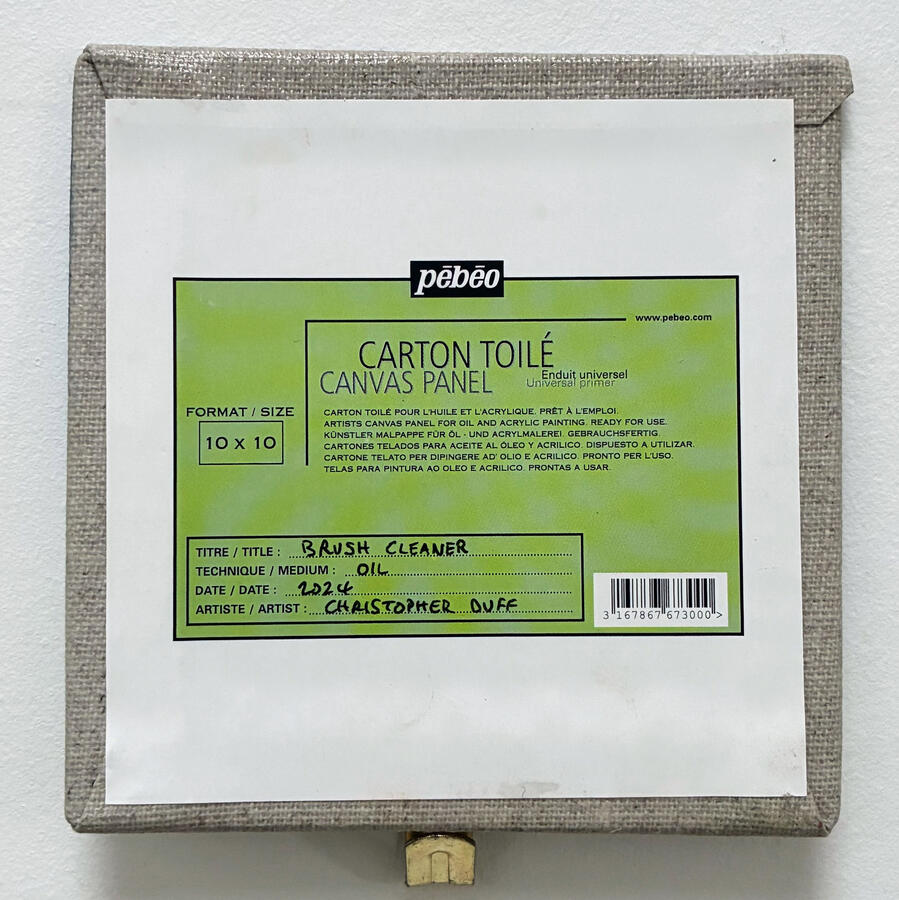 pēbēo
www.pebeo.com
CARTON TOILÉ
CANVAS PANEL
Enduit universel
Universal primer
FORMAT / SIZE
10 x 10
CARTON TOILÉ POUR L'HUILE ET L'ACRYLIQUE. PRÊT À L'EMPLOI.
ARTISTS CANVAS PANEL FOR OIL AND ACRYLIC PAINTING. READY FOR USE.
KÜNSTLER MALPAPPE FÜR ÖL - UND ACRYLMALEREI. GEBRAUCHSFERTIG.
CARTONES TELADOS PARA ACEITE AL ÓLEO Y ACRILICO. DISPUESTO A UTILIZAR.
CARTONE TELATO PER DIPINGERE AD' OLIO E ACRILICO. PRONTO PER L'USO.
TELAS PARA PINTURA AO OLEO E ACRILICO. PRONTAS A USAR.
TITRE / TITLE : BRUSH CLEANER
TECHNIQUE / MEDIUM : OIL
DATE / DATE : 2024
ARTISTE / ARTIST : CHRISTOPHER DUFF
3 167867 673000 >